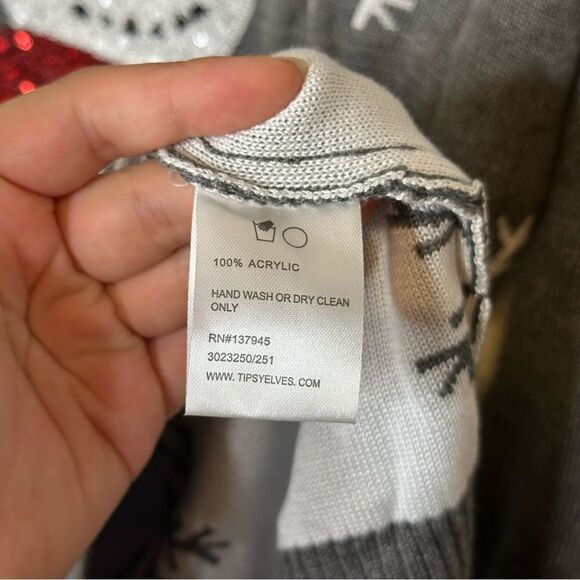 100% ACRYLIC
HAND WASH OR DRY CLEAN
ONLY
RN#137945
3023250/251
WWW. TIPSYELVES. COM